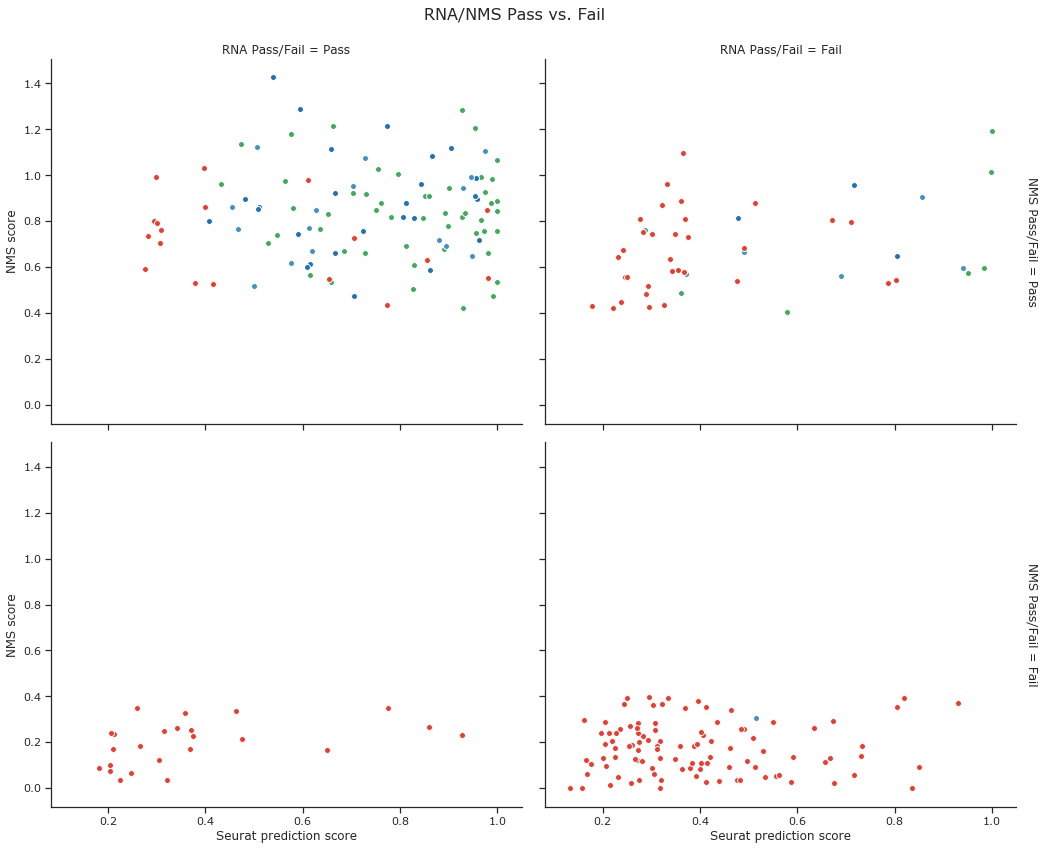 RNA/NMS Pass vs. Fail
RNA Pass/Fail = Pass
RNA Pass/Fail = Fail
1.4
1.2
1.0
0.8
0.6
0.4
0.2
0.0
NMS score
NMS Pass/Fail = Pass
1.4
1.2
1.0
0.8
0.6
0.4
0.2
0.0
NMS score
NMS Pass/Fail = Fail
0.2 0.4 0.6 0.8 1.0
0.2 0.4 0.6 0.8 1.0
Seurat prediction score
Seurat prediction score